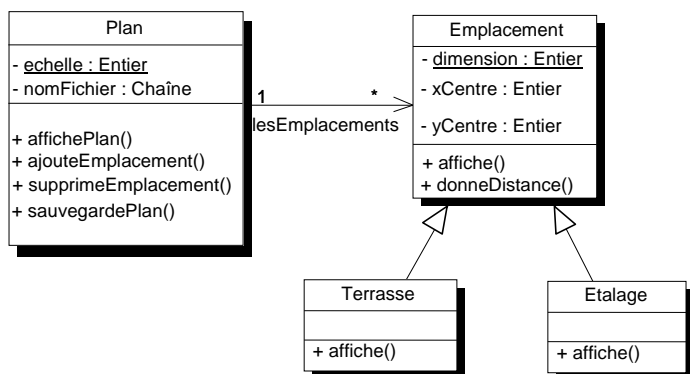 Plan
- echelle : Entier
- nomFichier : Chaîne
+ affichePlan()
+ ajouteEmplacement()
+ supprimeEmplacement()
+ sauvegardePlan()
1
*
lesEmplacements
Emplacement
- dimension : Entier
- xCentre : Entier
- yCentre : Entier
+ affiche()
+ donneDistance()
Terrasse
+ affiche()
Etalage
+ affiche()